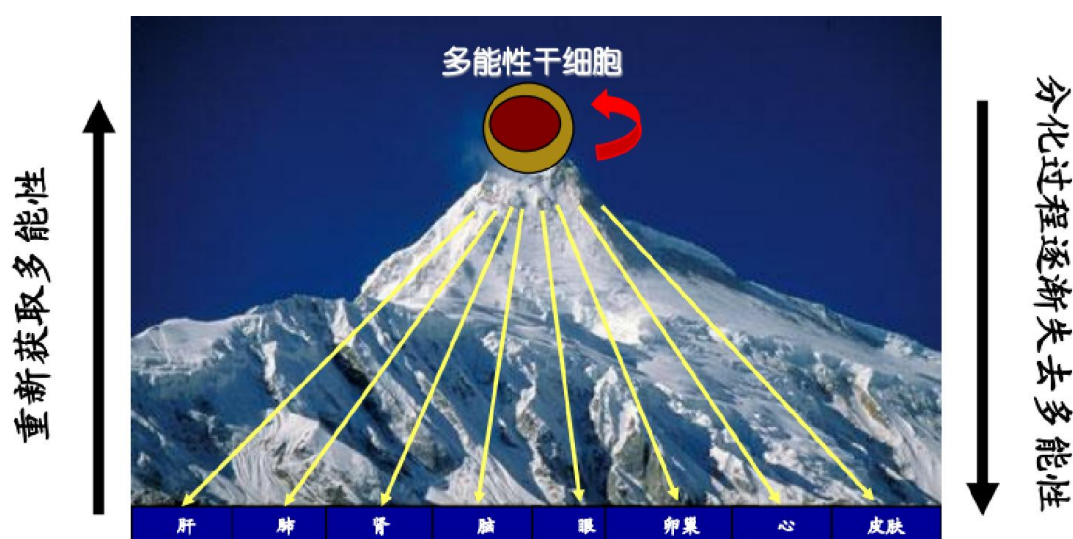 多能性干细胞
重新获取多能性
分化过程逐渐失去多能性
肝
肺
肾
脑
眼
卵巢
心
皮肤